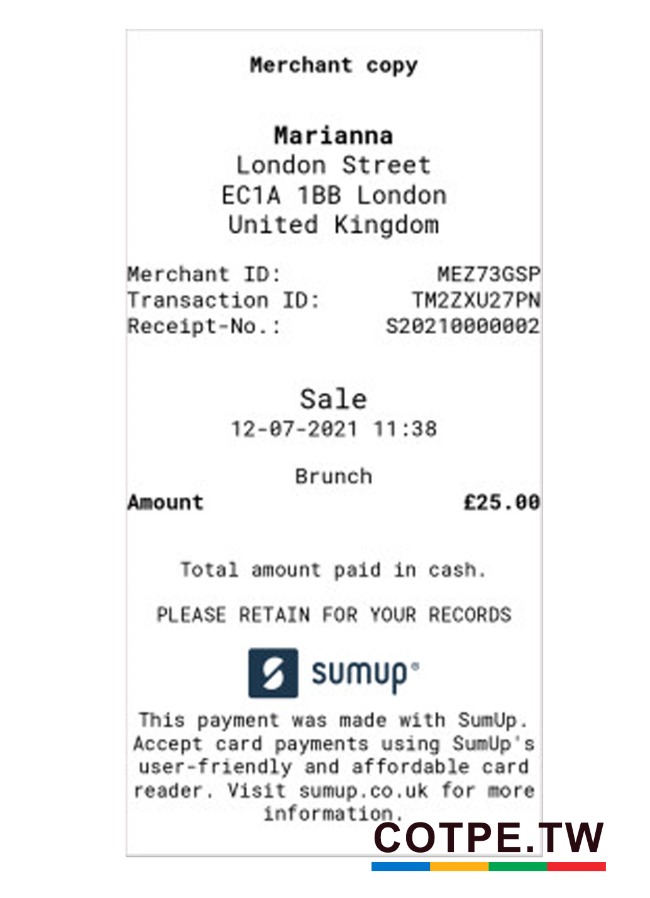 Merchant copy
Marianna
London Street
EC1A 1BB London
United Kingdom
Merchant ID: MEZ73GSP
Transaction ID: TM2ZXU27PN
Receipt-No.: S20210000002
Sale
12-07-2021 11:38
Brunch
Amount £25.00
Total amount paid in cash.
PLEASE RETAIN FOR YOUR RECORDS
sumup®
This payment was made with SumUp.
Accept card payments using SumUp's
user-friendly and affordable card
reader. Visit sumup.co.uk for more
information.
COTPE.TW